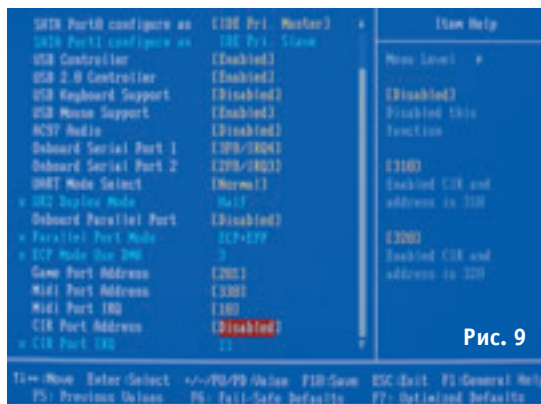 SATA Port0 configure as [IDE Pri. Master]
SATA Port1 configure as IDE Pri. Slave
USB Controller [Enabled]
USB 2.0 Controller [Enabled]
USB Keyboard Support [Disabled]
USB Mouse Support [Enabled]
AC97 Audio [Disabled]
Onboard Serial Port 1 [3F8/IRQ4]
Onboard Serial Port 2 [2F8/IRQ3]
UART Mode Select [Normal]
x UR2 Duplex Mode Half
Onboard Parallel Port [Disabled]
x Parallel Port Mode ECP+EPP
x ECP Mode Use DMA 3
Game Port Address [201]
Midi Port Address [330]
Midi Port IRQ [10]
CIR Port Address [Disabled]
x CIR Port IRQ 11
Item Help
Menu Level ▸
[Disabled]
Disabled this
function
[310]
Enabled CIR and
address is 310
[320]
Enabled CIR and
address is 320
Рис. 9
↑↓→←:Move Enter:Select +/-/PU/PD:Value F10:Save ESC:Exit F1:General Help
F5: Previous Values F6: Fail-Safe Defaults F7: Optimized Defaults